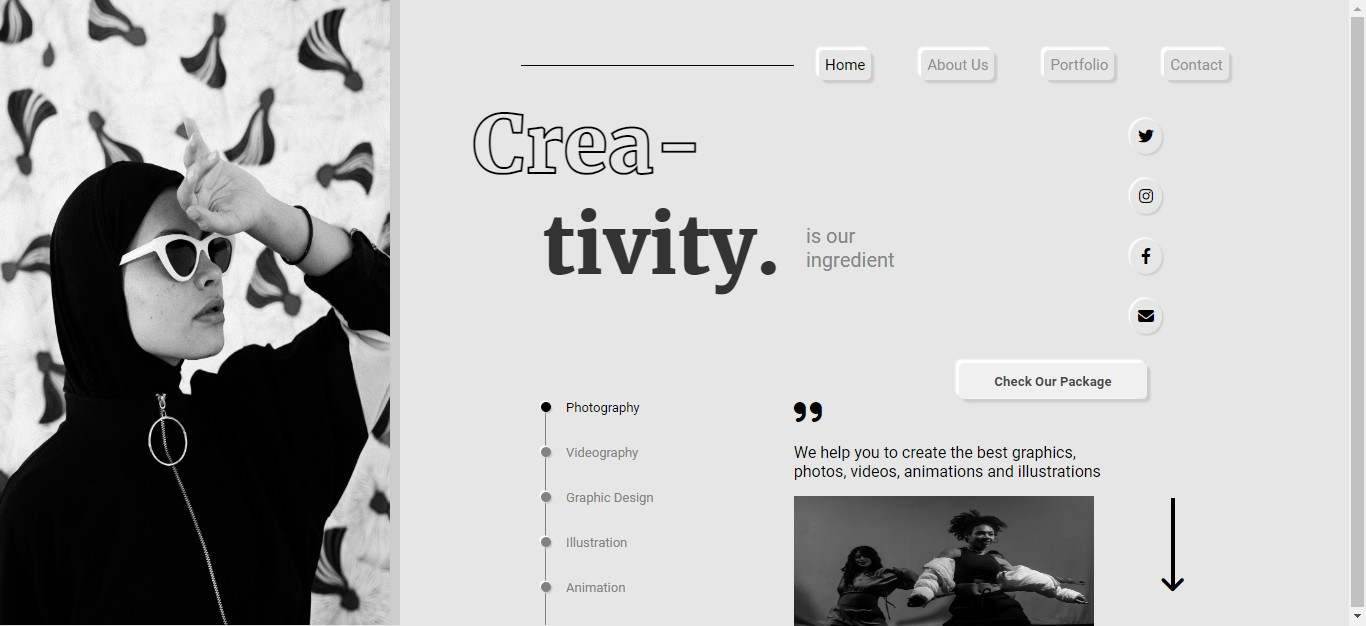 Home
About Us
Portfolio
Contact
Crea-
tivity.
is our
ingredient
Check Our Package
Photography
Videography
Graphic Design
Illustration
Animation
We help you to create the best graphics,
photos, videos, animations and illustrations